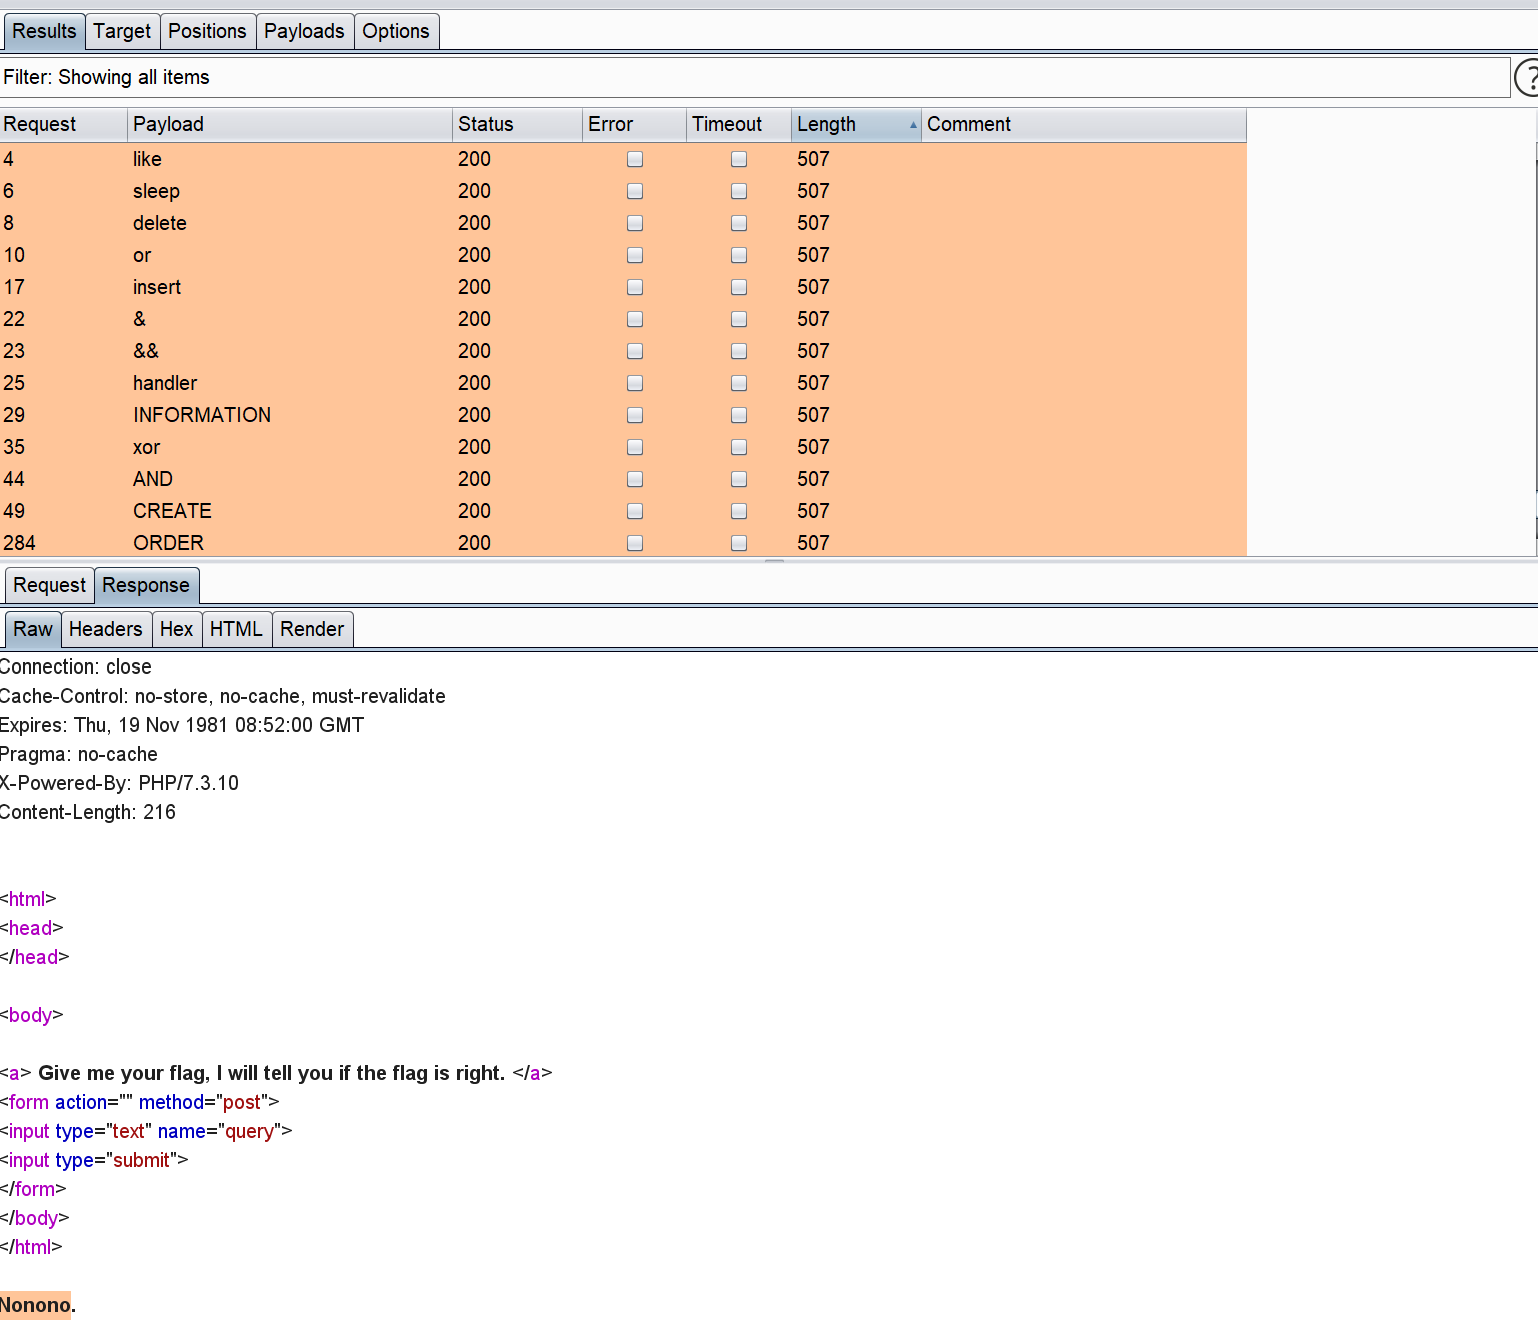 Results Target Positions Payloads Options
Filter: Showing all items ?
Request Payload Status Error Timeout Length Comment
4 like 200 507
6 sleep 200 507
8 delete 200 507
10 or 200 507
17 insert 200 507
22 & 200 507
23 && 200 507
25 handler 200 507
29 INFORMATION 200 507
35 xor 200 507
44 AND 200 507
49 CREATE 200 507
284 ORDER 200 507
Request Response
Raw Headers Hex HTML Render
Connection: close
Cache-Control: no-store, no-cache, must-revalidate
Expires: Thu, 19 Nov 1981 08:52:00 GMT
Pragma: no-cache
X-Powered-By: PHP/7.3.10
Content-Length: 216
<html>
<head>
</head>
<body>
<a> Give me your flag, I will tell you if the flag is right. </a>
<form action="" method="post">
<input type="text" name="query">
<input type="submit">
</form>
</body>
</html>
Nonono.